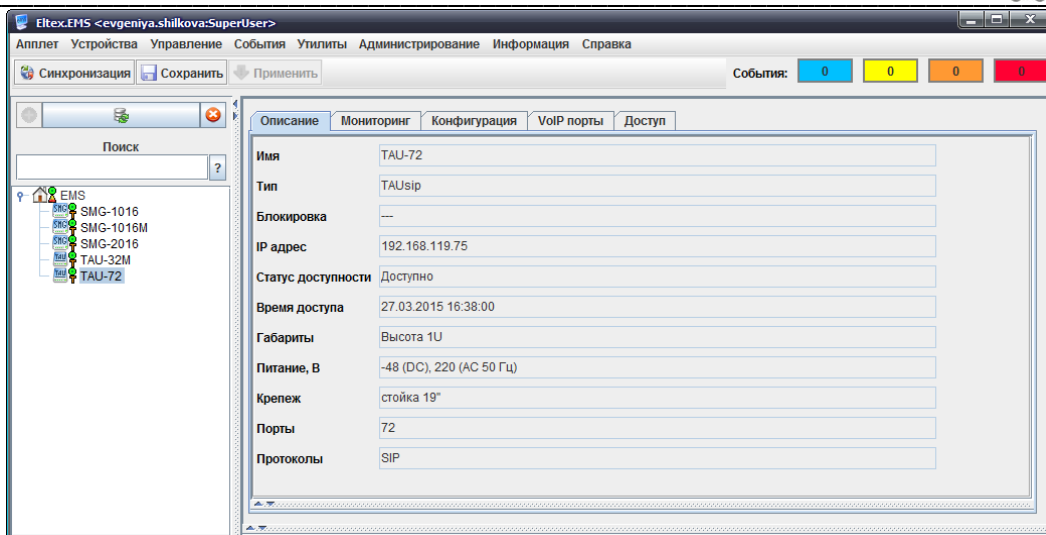 Eltex.EMS <evgeniya.shilkova:SuperUser>
Апплет Устройства Управление События Утилиты Администрирование Информация Справка
Синхронизация Сохранить Применить События: 0 0 0 0
Описание Мониторинг Конфигурация VoIP порты Доступ
Поиск
?
EMS
SMG-1016
SMG-1016M
SMG-2016
TAU-32M
TAU-72
Имя TAU-72
Тип TAUsip
Блокировка ---
IP адрес 192.168.119.75
Статус доступности Доступно
Время доступа 27.03.2015 16:38:00
Габариты Высота 1U
Питание, В -48 (DC), 220 (AC 50 Гц)
Крепеж стойка 19"
Порты 72
Протоколы SIP